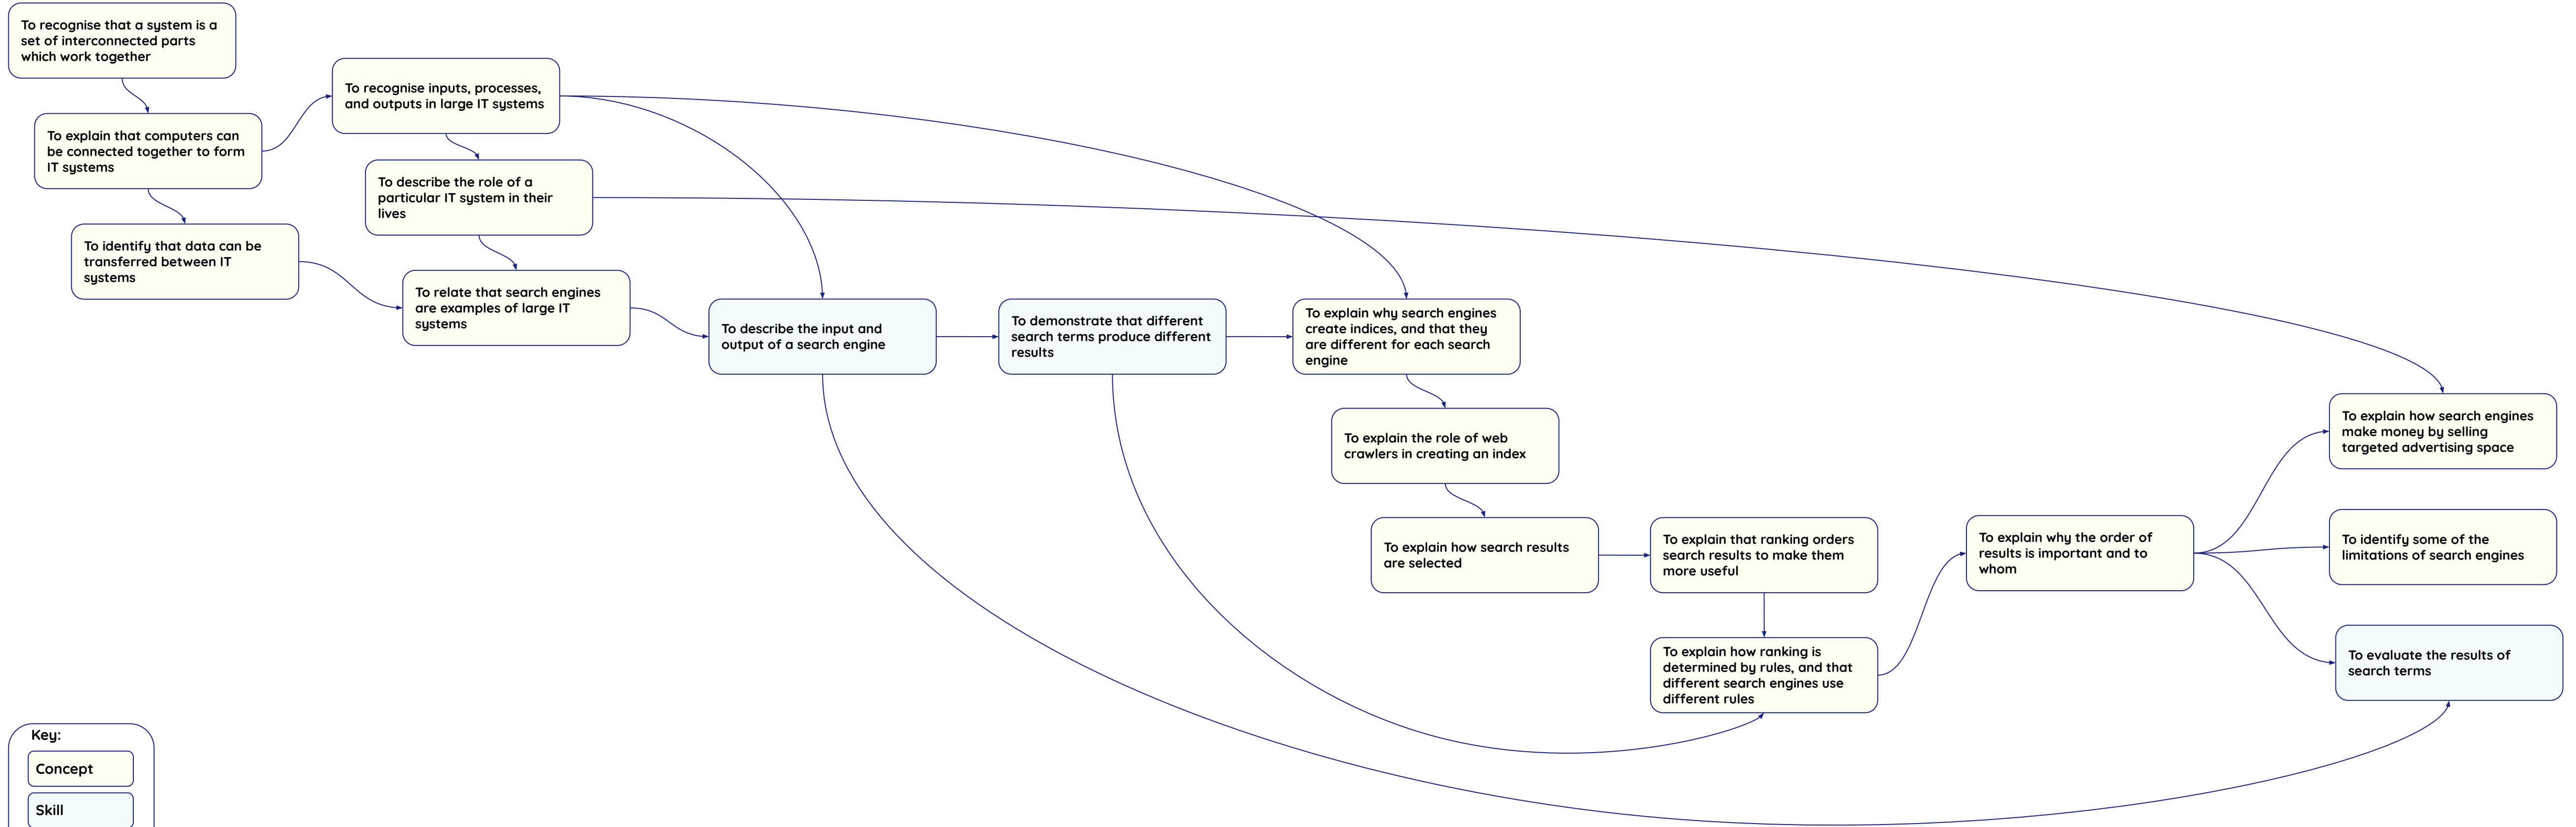 To recognise that a system is a
set of interconnected parts
which work together
To explain that computers can
be connected together to form
IT systems
To identify that data can be
transferred between IT
systems
To recognise inputs, processes,
and outputs in large IT systems
To describe the role of a
particular IT system in their
lives
To relate that search engines
are examples of large IT
systems
To describe the input and
output of a search engine
To demonstrate that different
search terms produce different
results
To explain why search engines
create indices, and that they
are different for each search
engine
To explain the role of web
crawlers in creating an index
To explain how search results
are selected
To explain that ranking orders
search results to make them
more useful
To explain how ranking is
determined by rules, and that
different search engines use
different rules
To explain why the order of
results is important and to
whom
To explain how search engines
make money by selling
targeted advertising space
To identify some of the
limitations of search engines
To evaluate the results of
search terms
Key:
Concept
Skill